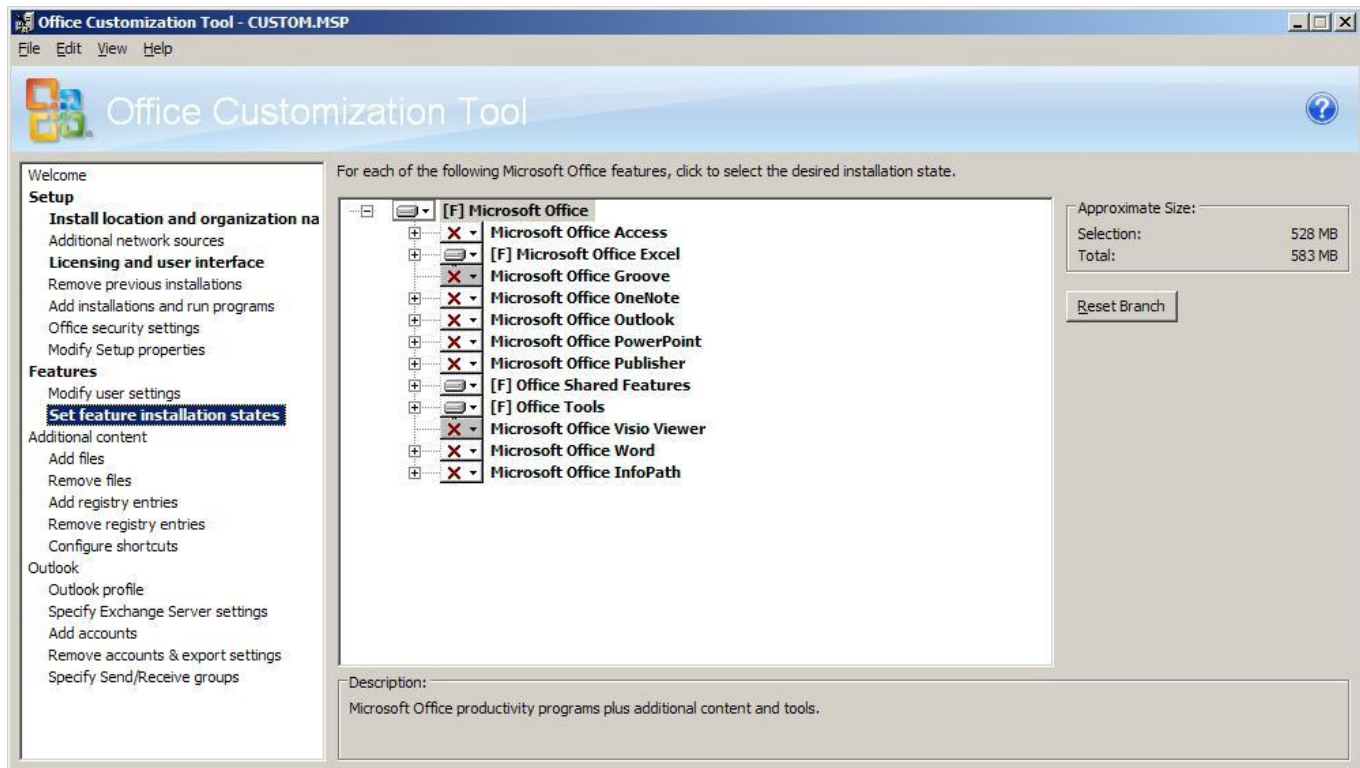 Office Customization Tool - CUSTOM.MSP
File Edit View Help
Office Customization Tool
Welcome
Setup
Install location and organization na
Additional network sources
Licensing and user interface
Remove previous installations
Add installations and run programs
Office security settings
Modify Setup properties
Features
Modify user settings
Set feature installation states
Additional content
Add files
Remove files
Add registry entries
Remove registry entries
Configure shortcuts
Outlook
Outlook profile
Specify Exchange Server settings
Add accounts
Remove accounts & export settings
Specify Send/Receive groups
For each of the following Microsoft Office features, click to select the desired installation state.
[F] Microsoft Office
Microsoft Office Access
[F] Microsoft Office Excel
Microsoft Office Groove
Microsoft Office OneNote
Microsoft Office Outlook
Microsoft Office PowerPoint
Microsoft Office Publisher
[F] Office Shared Features
[F] Office Tools
Microsoft Office Visio Viewer
Microsoft Office Word
Microsoft Office InfoPath
Approximate Size:
Selection: 528 MB
Total: 583 MB
Reset Branch
Description:
Microsoft Office productivity programs plus additional content and tools.